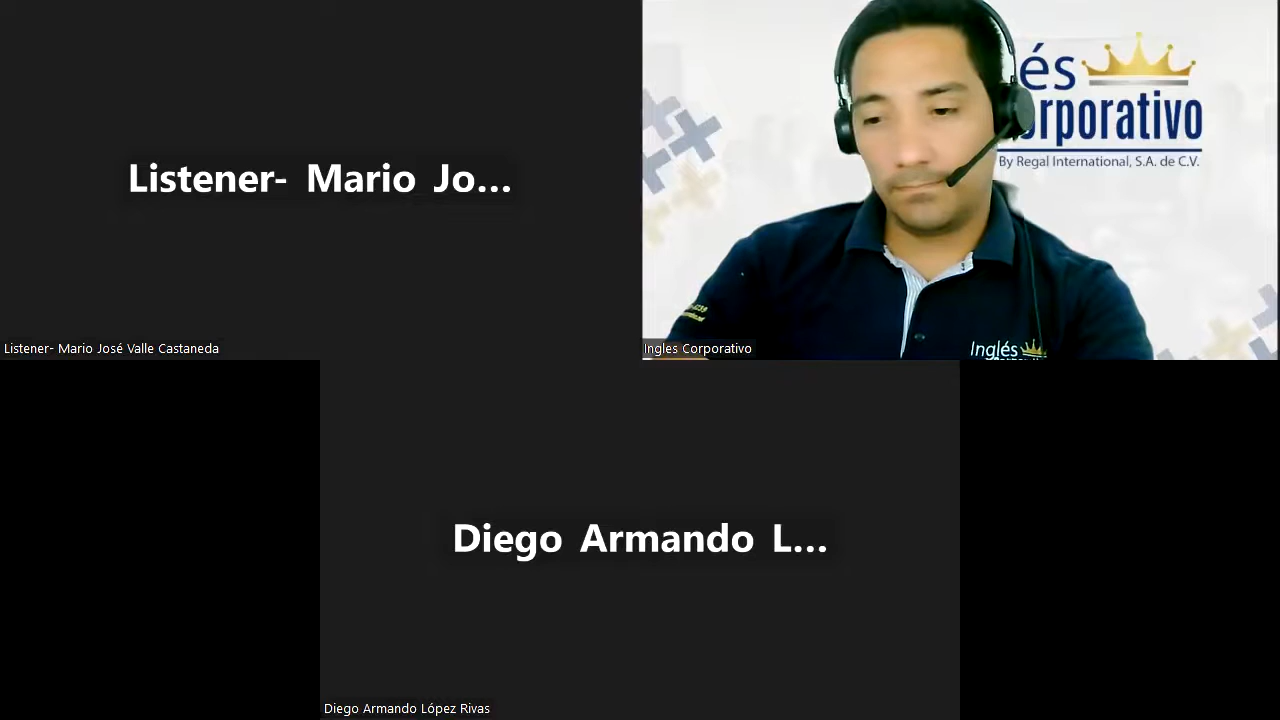 Listener- Mario Jo...
Listener- Mario José Valle Castaneda
és
orporativo
By Regal International, S.A. de C.V.
Inglés
Ingles Corporativo
Diego Armando L...
Diego Armando López Rivas